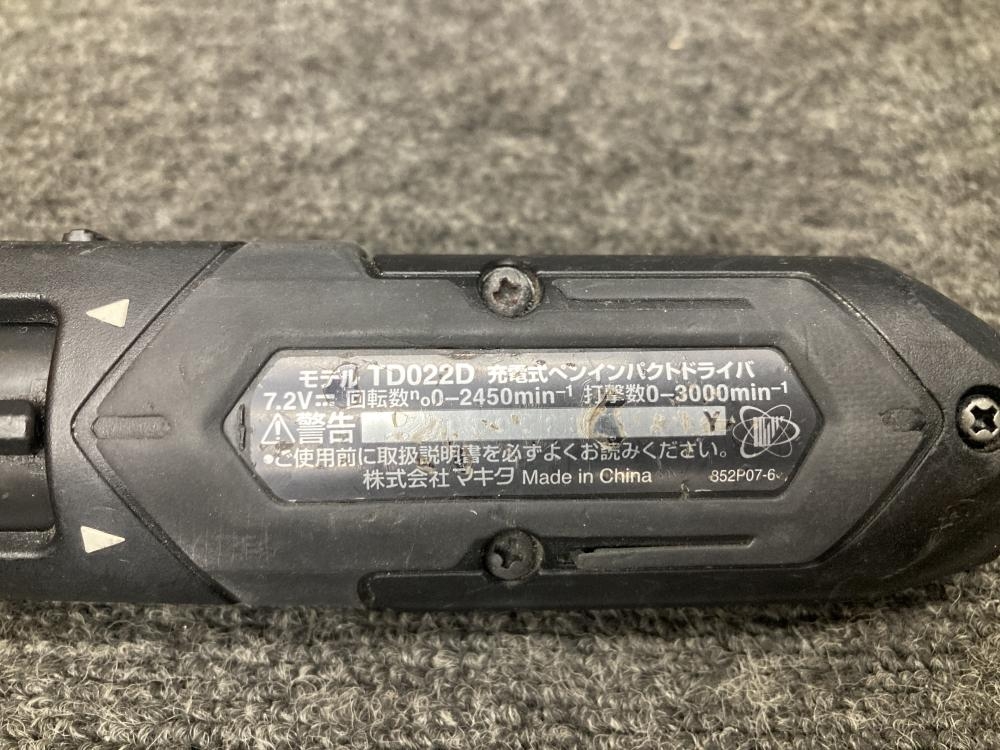 モデル TD022D 充電式ペンインパクトドライバ
7.2V⎓ 回転数n₀0-2450min⁻¹ 打撃数0-3000min⁻¹
⚠警告 Y
ご使用前に取扱説明書を必ずよくお読みください。
株式会社マキタ Made in China 852P07-6